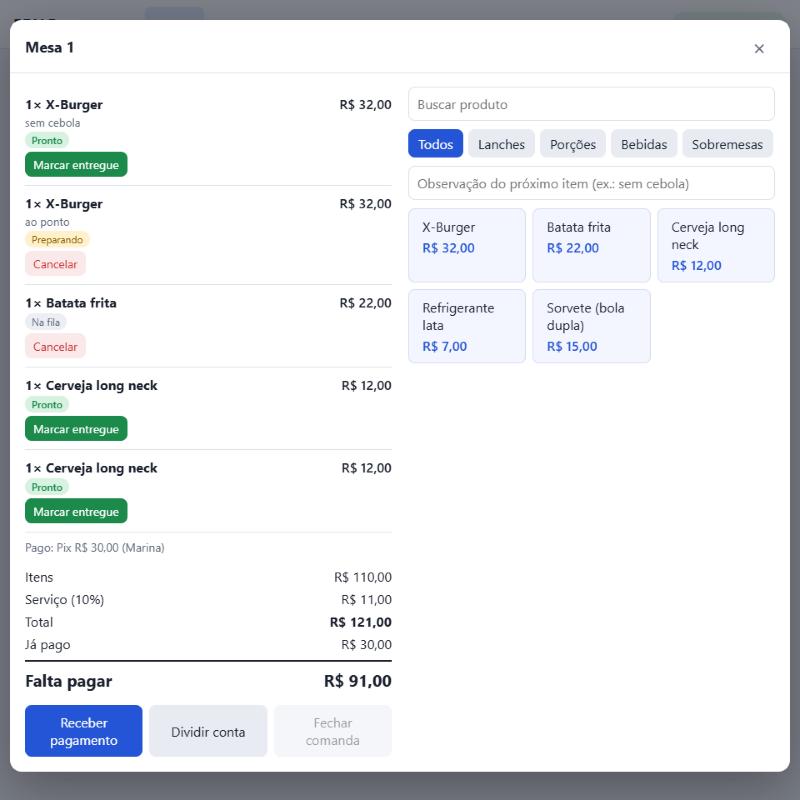 Mesa 1
×
1× X-Burger R$ 32,00
sem cebola
Pronto
Marcar entregue
1× X-Burger R$ 32,00
ao ponto
Preparando
Cancelar
1× Batata frita R$ 22,00
Na fila
Cancelar
1× Cerveja long neck R$ 12,00
Pronto
Marcar entregue
1× Cerveja long neck R$ 12,00
Pronto
Marcar entregue
Pago: Pix R$ 30,00 (Marina)
Itens R$ 110,00
Serviço (10%) R$ 11,00
Total R$ 121,00
Já pago R$ 30,00
Falta pagar R$ 91,00
Receber
pagamento
Dividir conta
Fechar
comanda
Buscar produto
Todos Lanches Porções Bebidas Sobremesas
Observação do próximo item (ex.: sem cebola)
X-Burger
R$ 32,00
Batata frita
R$ 22,00
Cerveja long
neck
R$ 12,00
Refrigerante
lata
R$ 7,00
Sorvete (bola
dupla)
R$ 15,00